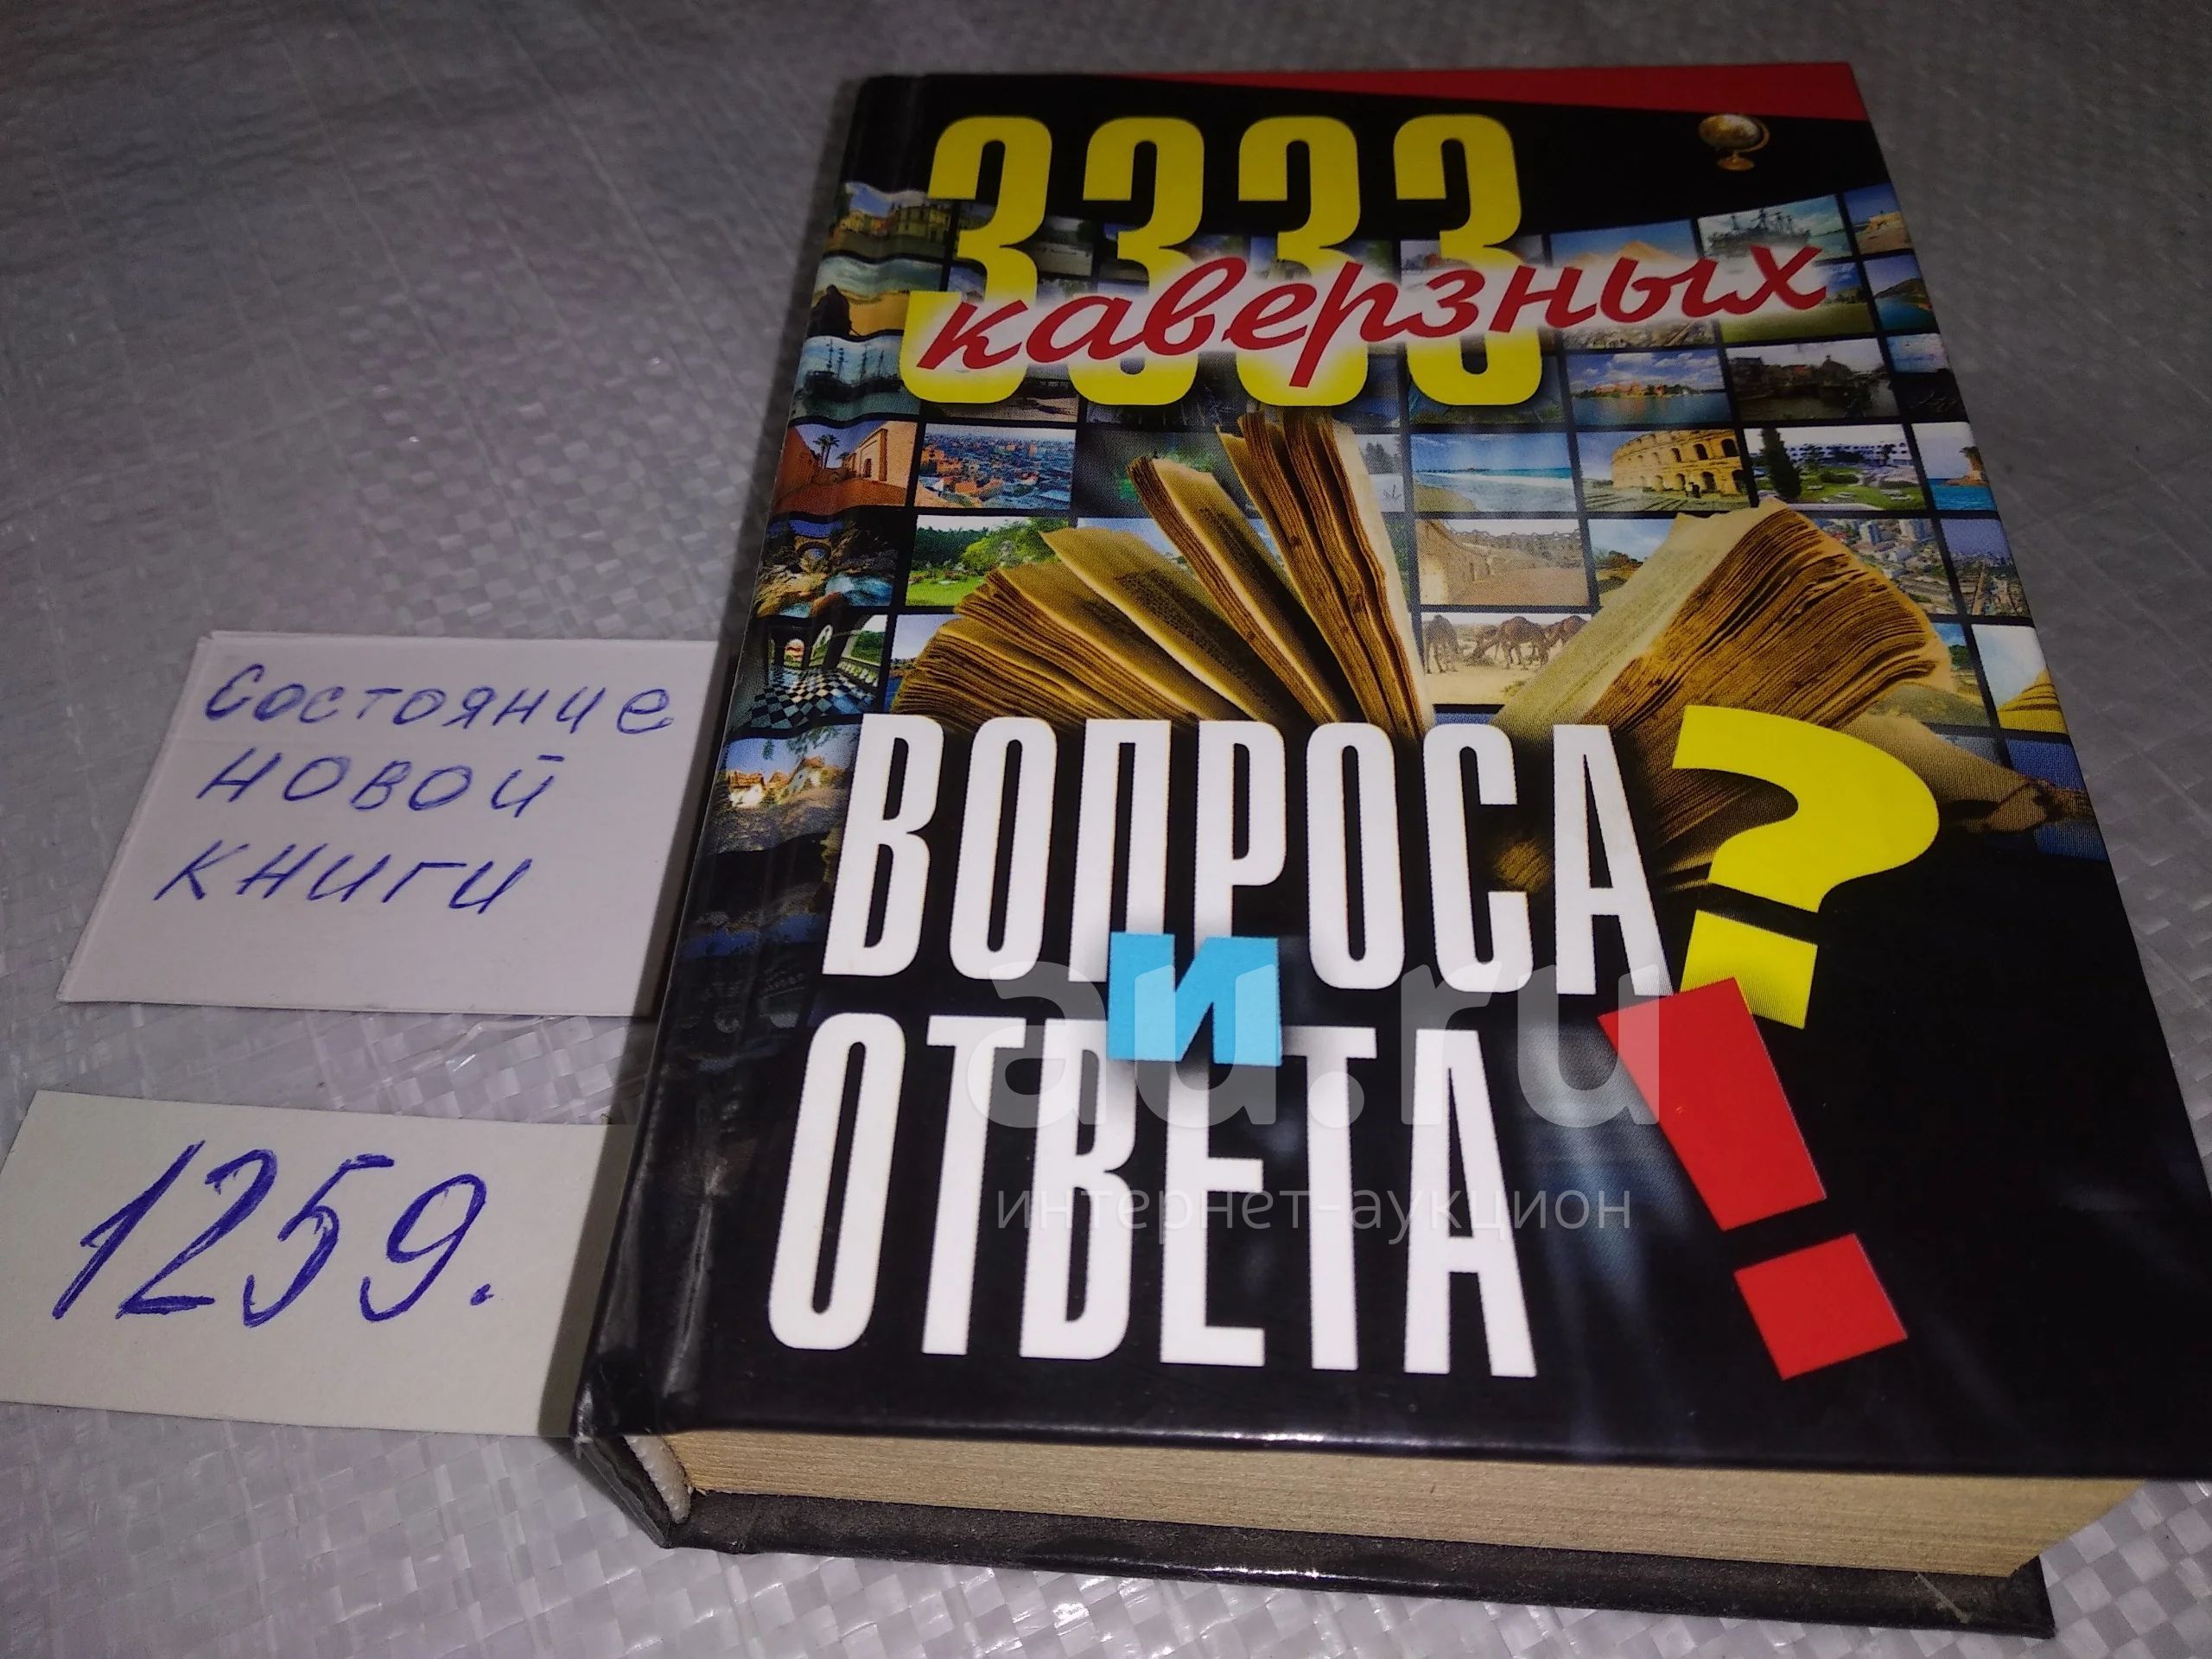 3333
каверзных
ВОПРОСА?
и
ОТВЕТА!
Состояние
новой
книги
1259.
au.ru
интернет-аукцион